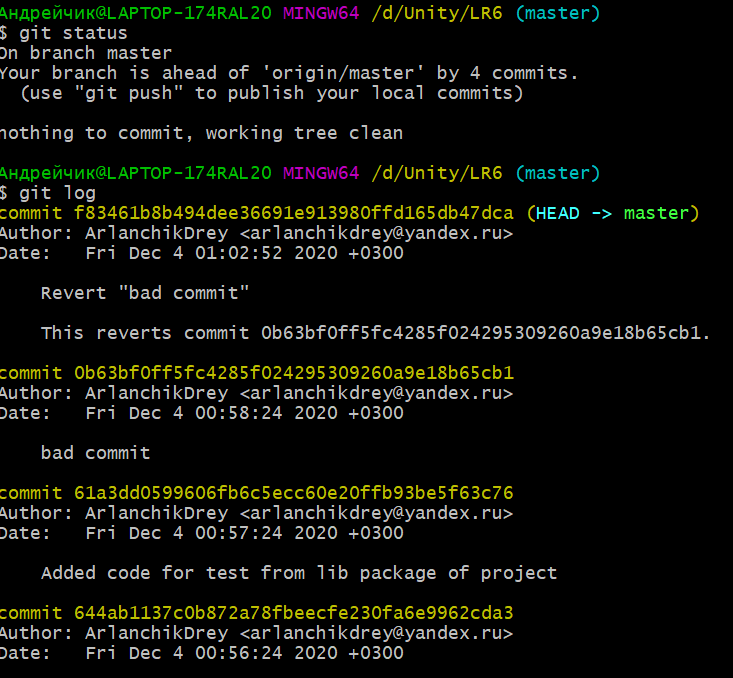 Андрейчик@LAPTOP-174RAL20 MINGW64 /d/Unity/LR6 (master)
$ git status
On branch master
Your branch is ahead of 'origin/master' by 4 commits.
(use "git push" to publish your local commits)
nothing to commit, working tree clean
Андрейчик@LAPTOP-174RAL20 MINGW64 /d/Unity/LR6 (master)
$ git log
commit f83461b8b494dee36691e913980ffd165db47dca (HEAD -> master)
Author: ArlanchikDrey <arlanchikdrey@yandex.ru>
Date:   Fri Dec 4 01:02:52 2020 +0300
Revert "bad commit"
This reverts commit 0b63bf0ff5fc4285f024295309260a9e18b65cb1.
commit 0b63bf0ff5fc4285f024295309260a9e18b65cb1
Author: ArlanchikDrey <arlanchikdrey@yandex.ru>
Date:   Fri Dec 4 00:58:24 2020 +0300
bad commit
commit 61a3dd0599606fb6c5ecc60e20ffb93be5f63c76
Author: ArlanchikDrey <arlanchikdrey@yandex.ru>
Date:   Fri Dec 4 00:57:24 2020 +0300
Added code for test from lib package of project
commit 644ab1137c0b872a78fbeecfe230fa6e9962cda3
Author: ArlanchikDrey <arlanchikdrey@yandex.ru>
Date:   Fri Dec 4 00:56:24 2020 +0300